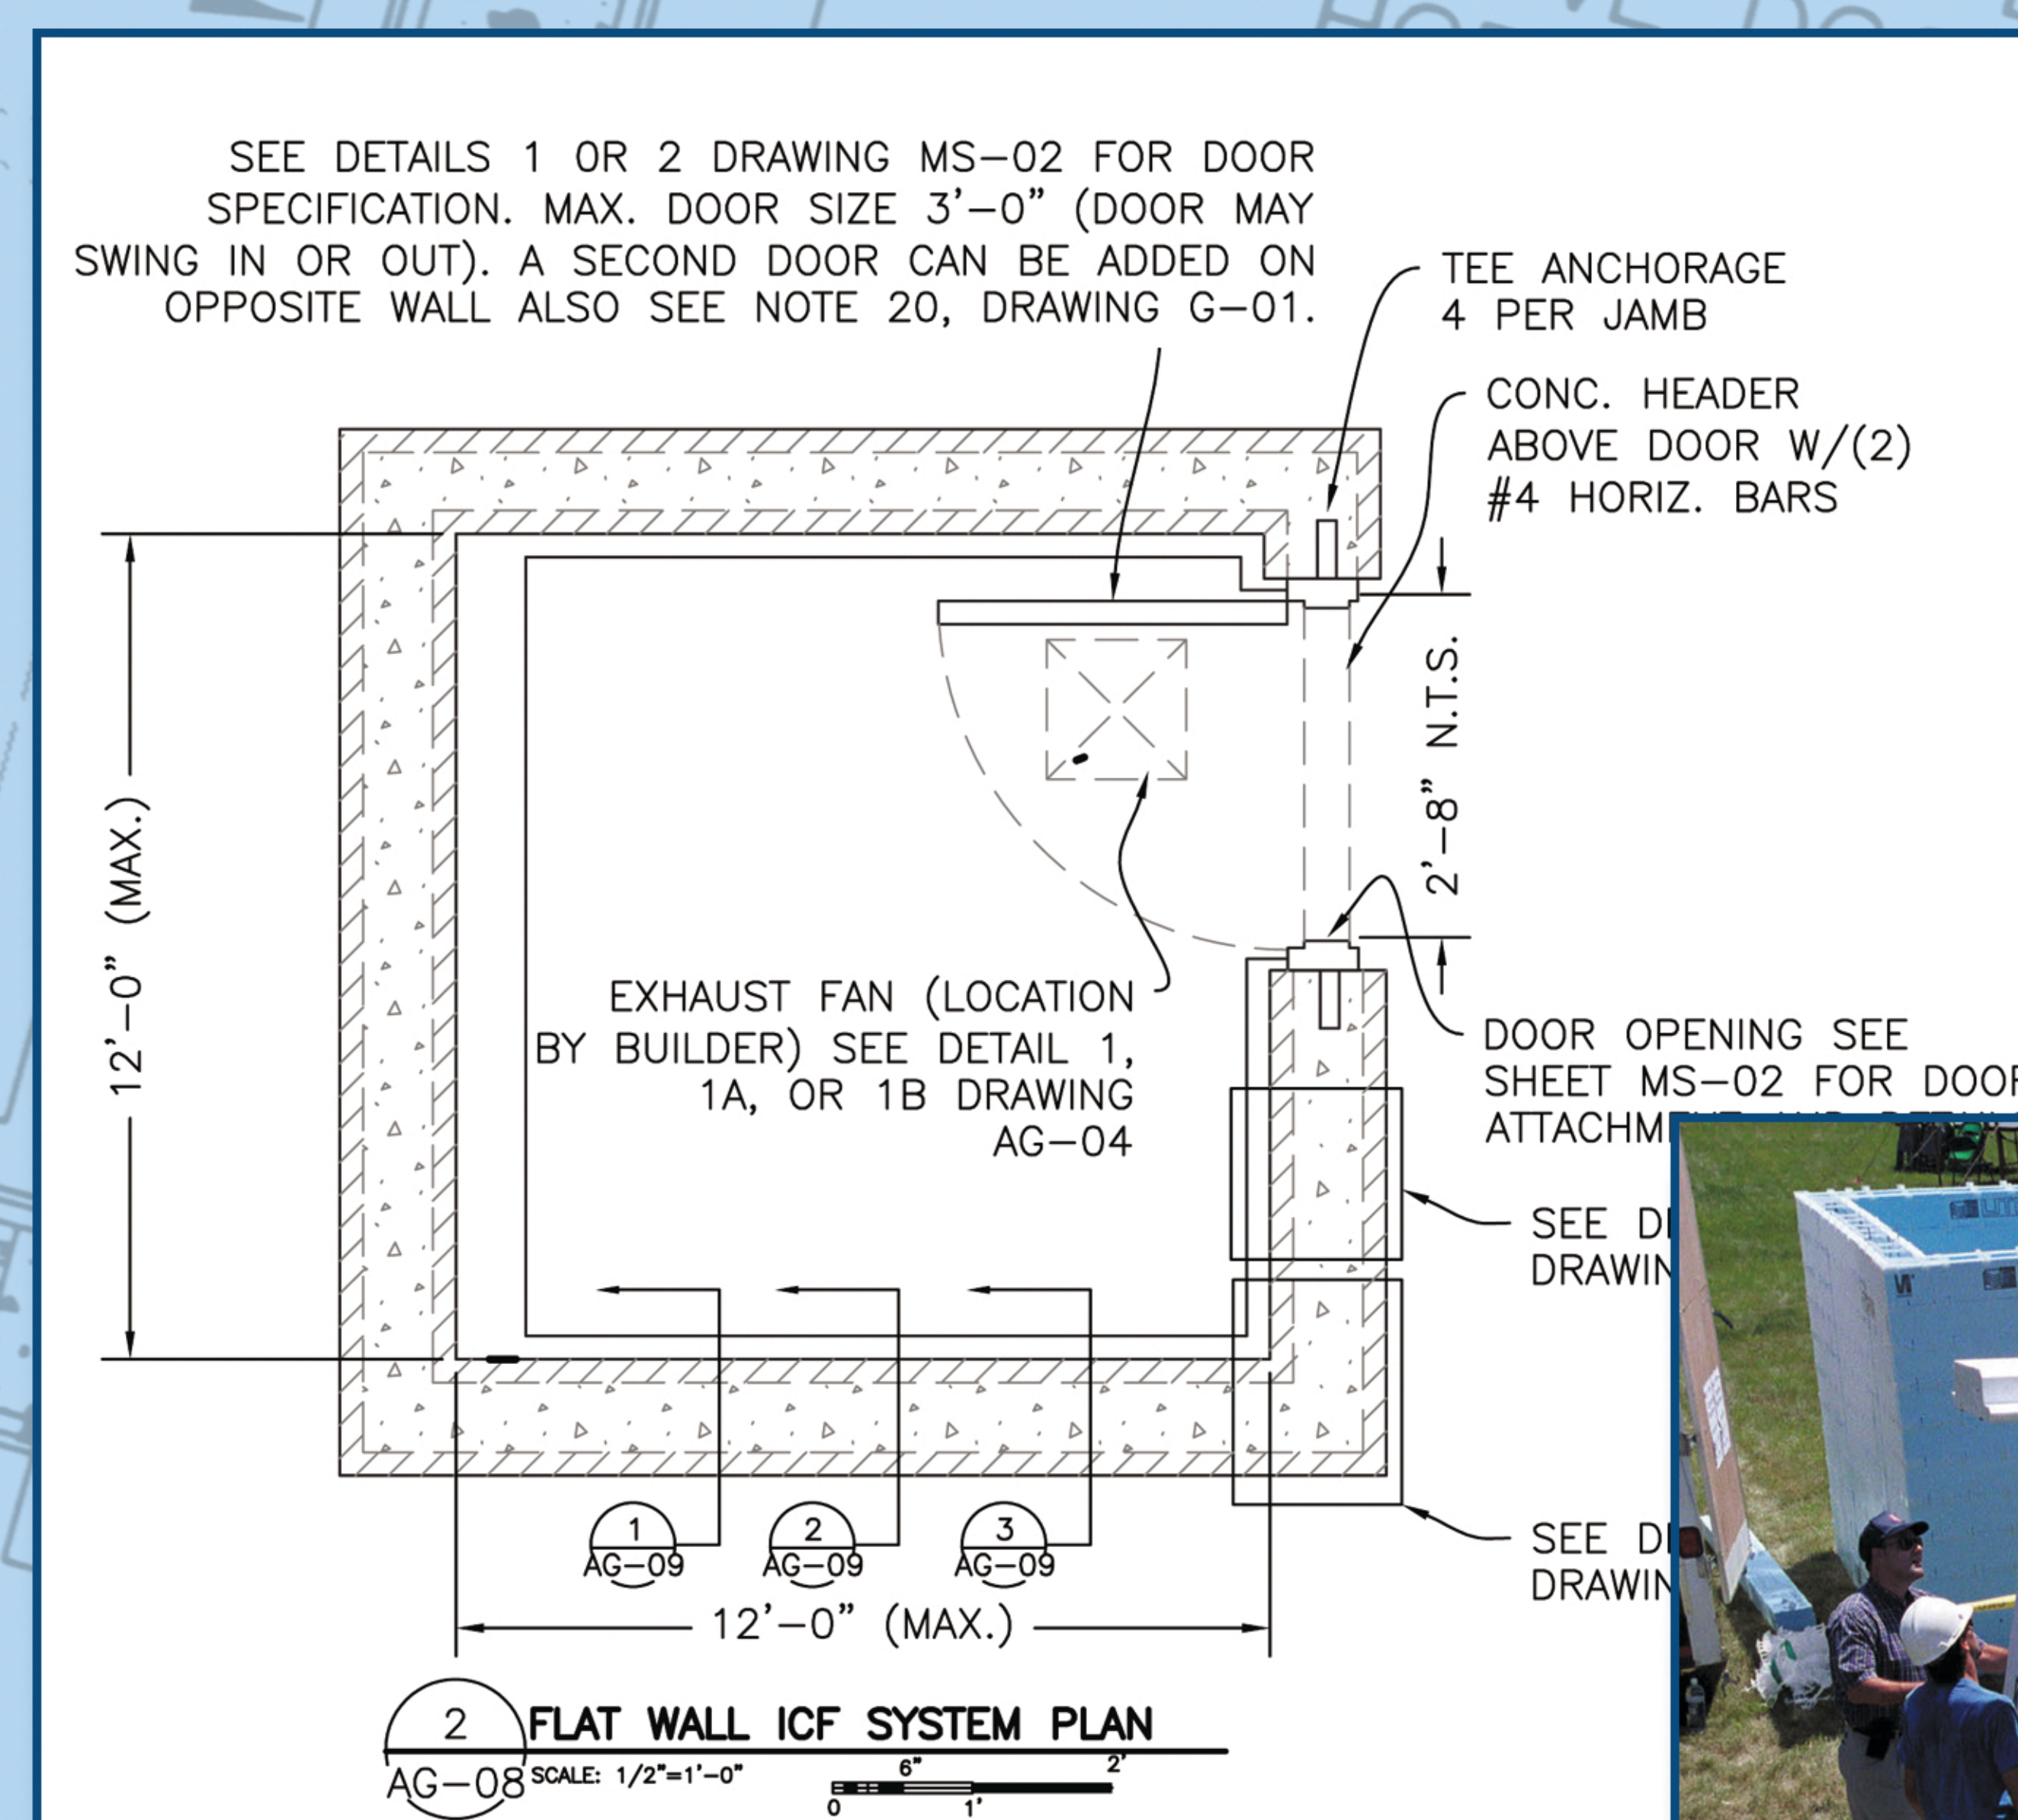 SEE DETAILS 1 OR 2 DRAWING MS-02 FOR DOOR
SPECIFICATION. MAX. DOOR SIZE 3'-0" (DOOR MAY
SWING IN OR OUT). A SECOND DOOR CAN BE ADDED ON
OPPOSITE WALL ALSO SEE NOTE 20, DRAWING G-01.
TEE ANCHORAGE
4 PER JAMB
CONC. HEADER
ABOVE DOOR W/(2)
#4 HORIZ. BARS
2'-8" N.T.S.
12'-0" (MAX.)
EXHAUST FAN (LOCATION
BY BUILDER) SEE DETAIL 1,
1A, OR 1B DRAWING
AG-04
DOOR OPENING SEE
SHEET MS-02 FOR DOOR
SEE
SEE
1
AG-09
2
AG-09
3
AG-09
12'-0" (MAX.)
2
AG-08
FLAT WALL ICF SYSTEM PLAN
SCALE: 1/2"=1'-0"
6"
2'
0
1'